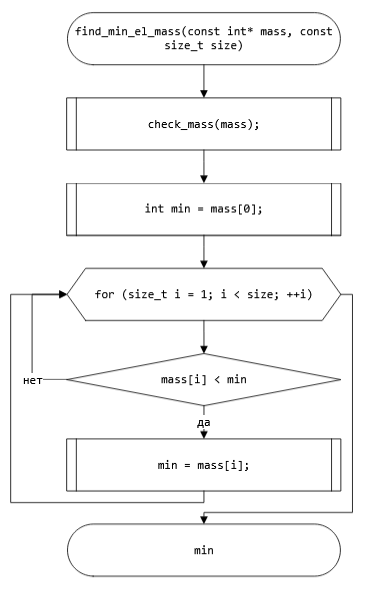 find_min_el_mass(const int* mass, const
size_t size)
check_mass(mass);
int min = mass[0];
for (size_t i = 1; i < size; ++i)
mass[i] < min
нет
да
min = mass[i];
min